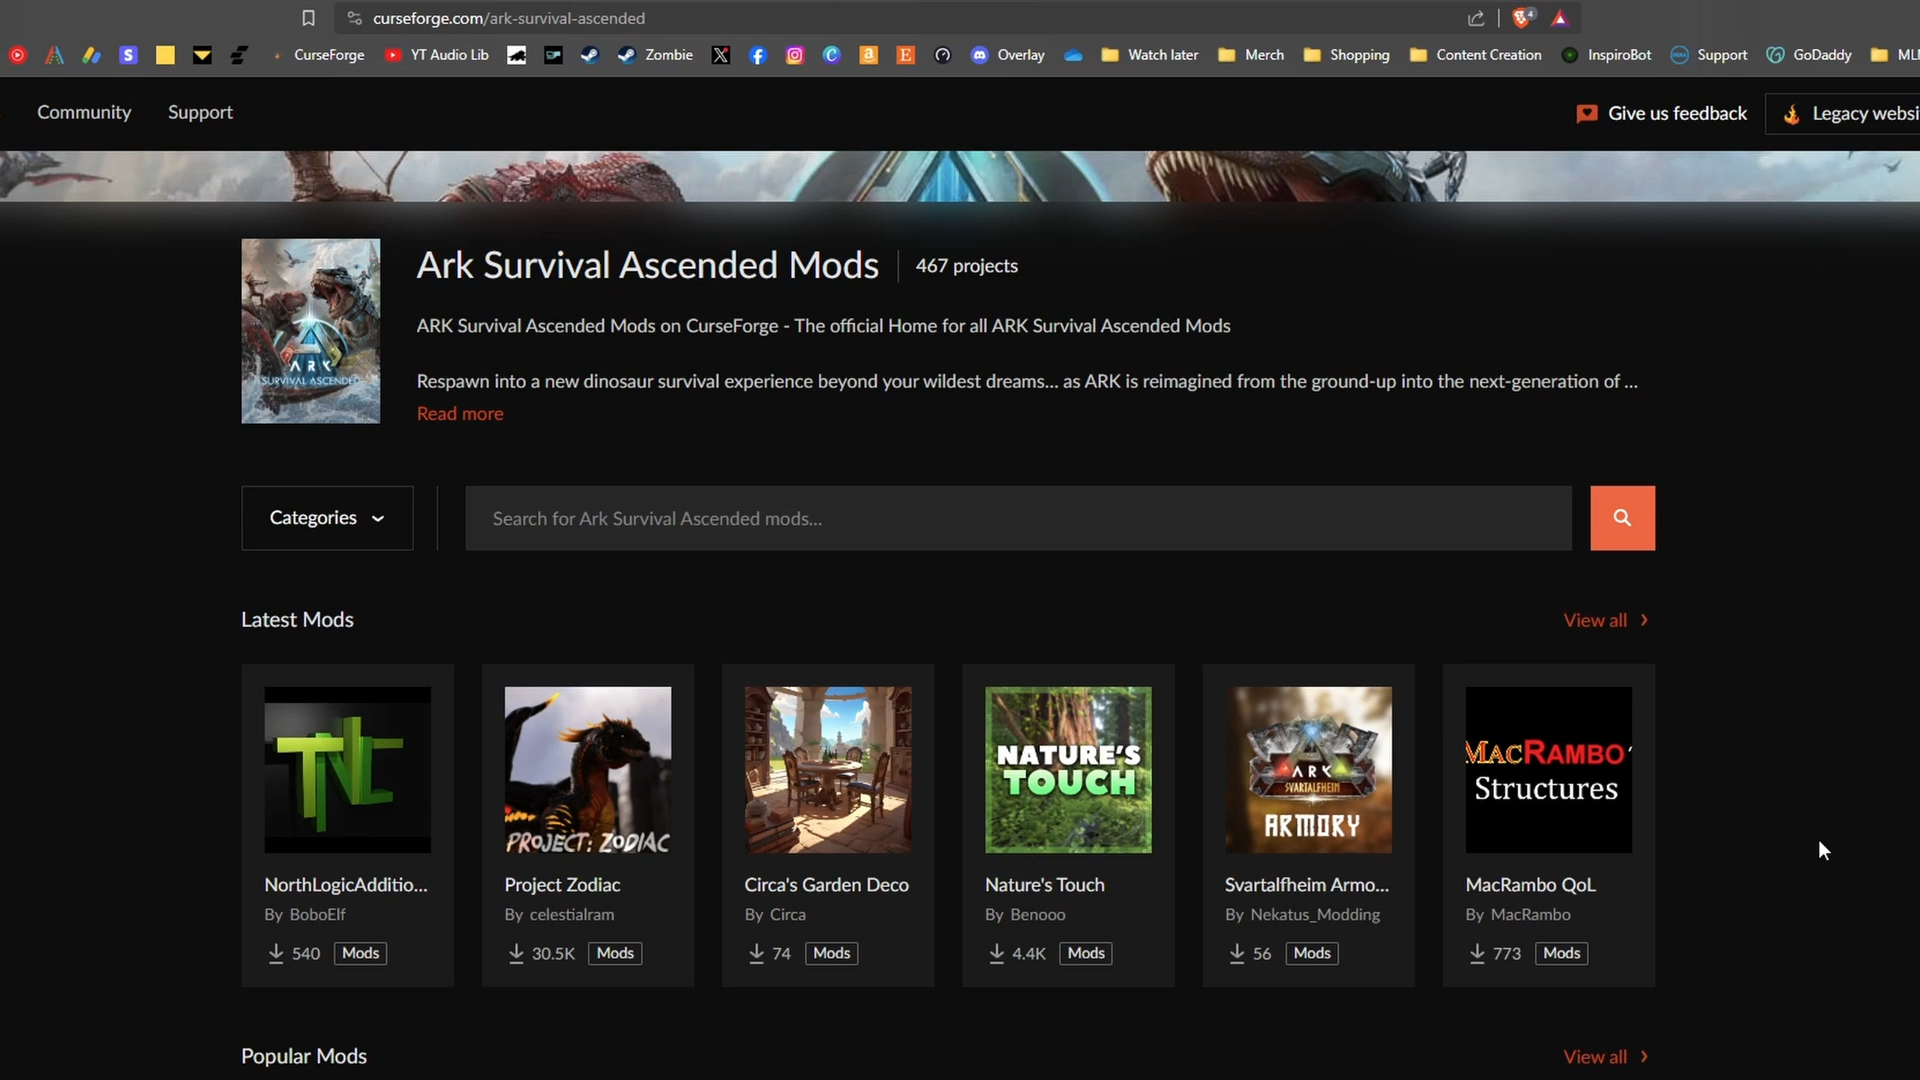 curseforge.com/ark-survival-ascended
CurseForge YT Audio Lib Zombie Overlay Watch later Merch Shopping Content Creation InspiroBot Support GoDaddy
Community Support Give us feedback Legacy websi
Ark Survival Ascended Mods 467 projects
ARK Survival Ascended Mods on CurseForge - The official Home for all ARK Survival Ascended Mods
Respawn into a new dinosaur survival experience beyond your wildest dreams... as ARK is reimagined from the ground-up into the next-generation of ...
Read more
ARK
SURVIVAL ASCENDED
Categories Search for Ark Survival Ascended mods...
Latest Mods View all
TNL
PROJECT: ZODIAC
NATURE'S
TOUCH
ARK
SVARTALFHEIM
ARMORY
MACRAMBO'
Structures
NorthLogicAdditio... Project Zodiac Circa's Garden Deco Nature's Touch Svartalfheim Armo... MacRambo QoL
By BoboElf By celestialram By Circa By Benooo By Nekatus_Modding By MacRambo
540 Mods 30.5K Mods 74 Mods 4.4K Mods 56 Mods 773 Mods
Popular Mods View all